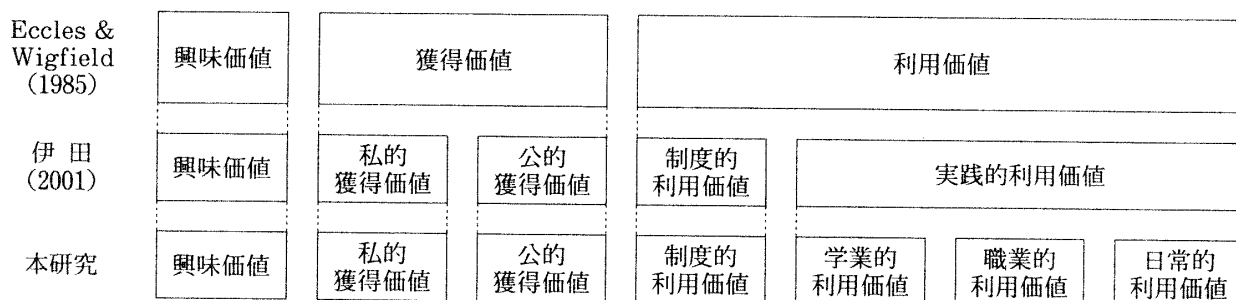 Eccles &
Wigfield
(1985)
興味価値
獲得価値
利用価値
伊 田
(2001)
興味価値
私的
獲得価値
公的
獲得価値
制度的
利用価値
実践的利用価値
本研究
興味価値
私的
獲得価値
公的
獲得価値
制度的
利用価値
学業的
利用価値
職業的
利用価値
日常的
利用価値